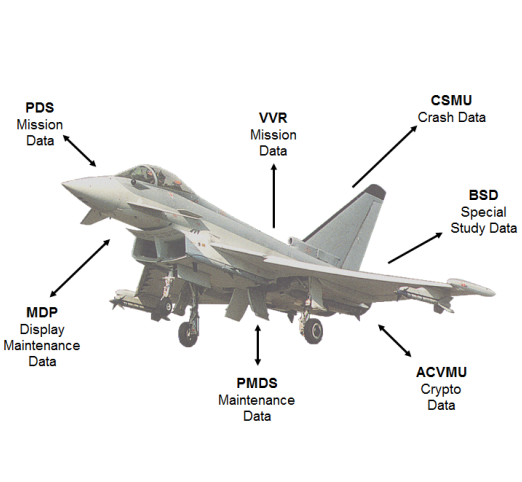 PDS
Mission
Data
VVR
Mission
Data
CSMU
Crash Data
BSD
Special
Study Data
MDP
Display
Maintenance
Data
PMDS
Maintenance
Data
ACVMU
Crypto
Data